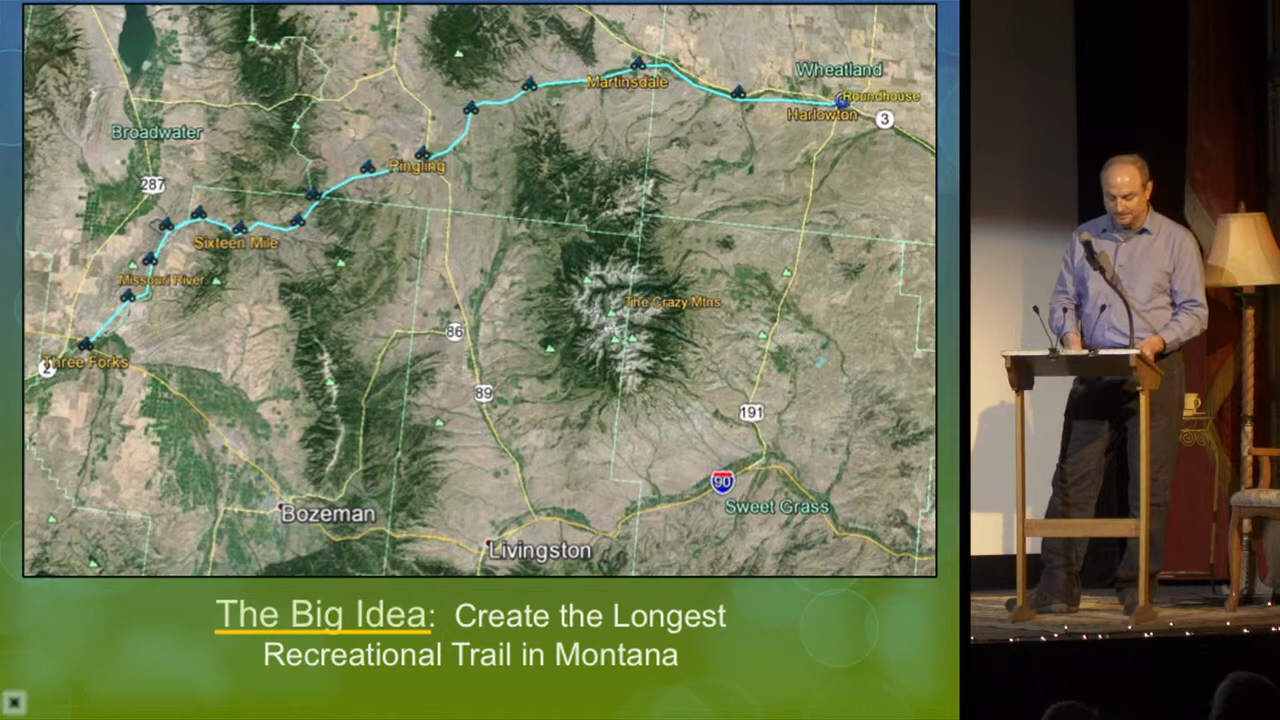 Wheatland
Martinsdale
Roundhouse
Harlowton
3
Broadwater
Ringling
287
Sixteen Mile
Missouri River
The Crazy Mtns
86
Three Forks
2
89
191
90
Sweet Grass
Bozeman
Livingston
The Big Idea: Create the Longest
Recreational Trail in Montana